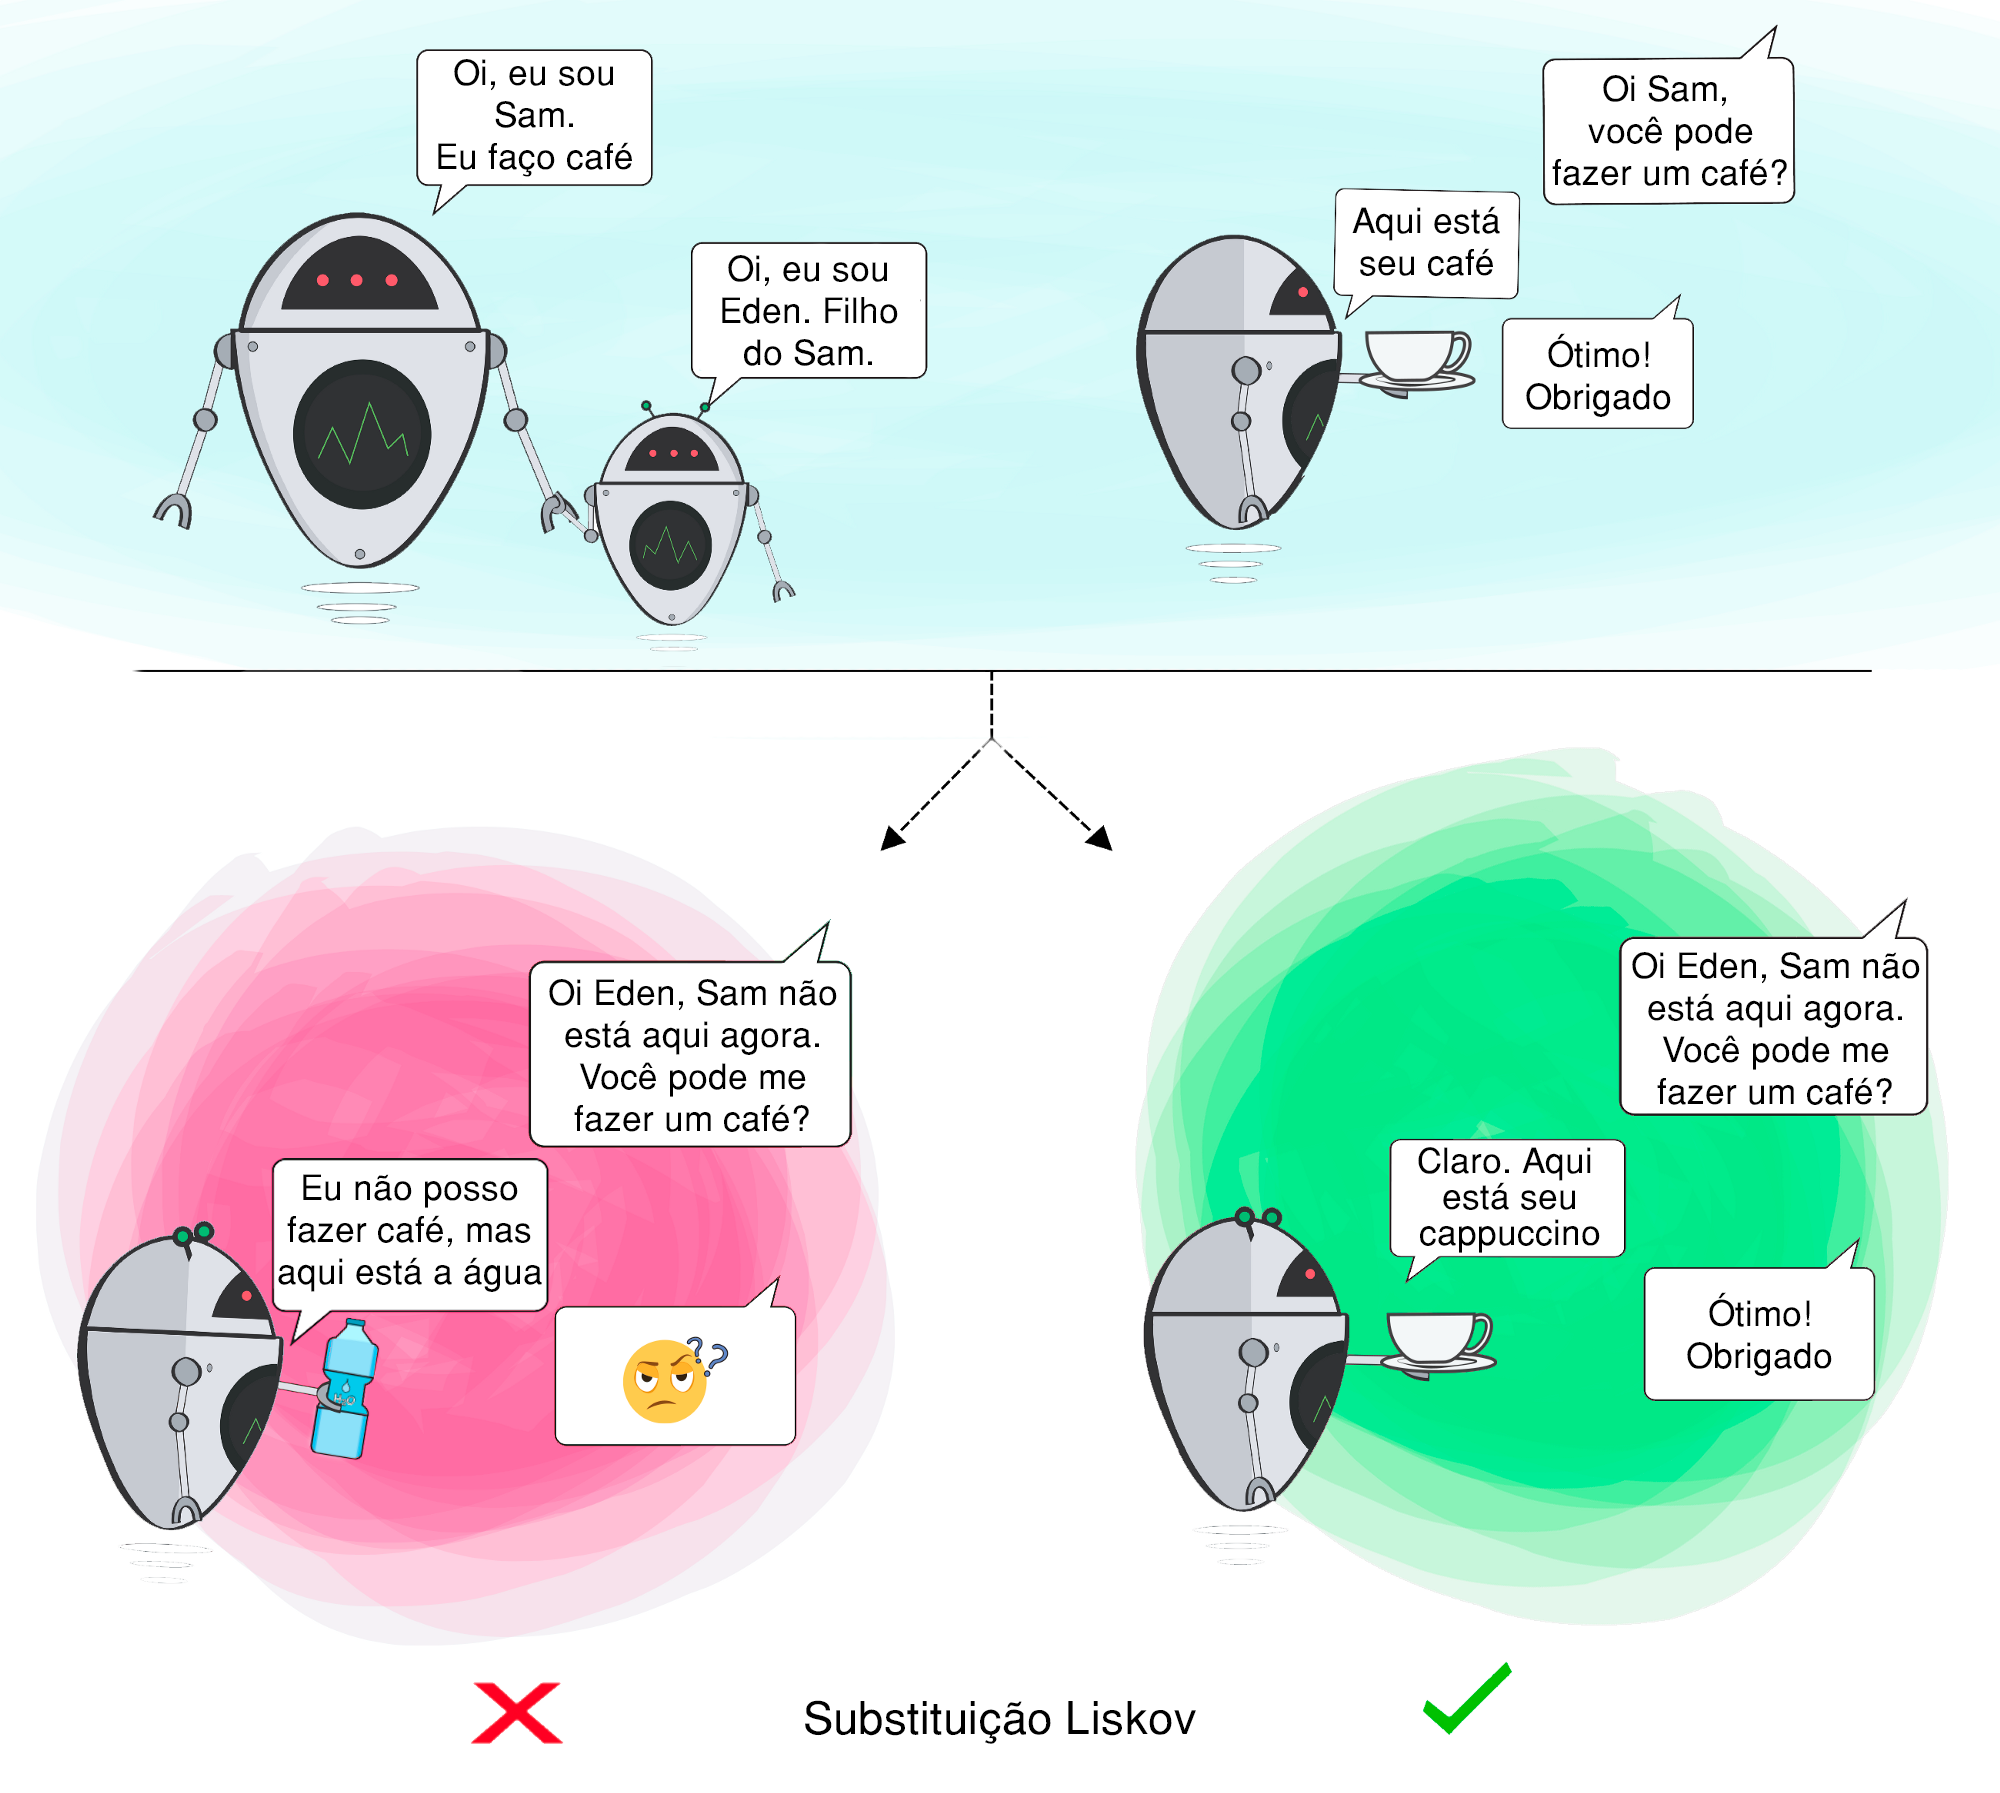 Oi, eu sou
Sam.
Eu faço café
Oi, eu sou
Eden. Filho
do Sam.
Oi Sam,
você pode
fazer um café?
Aqui está
seu café
Ótimo!
Obrigado
Oi Eden, Sam não
está aqui agora.
Você pode me
fazer um café?
Eu não posso
fazer café, mas
aqui está a água
H₂O
Oi Eden, Sam não
está aqui agora.
Você pode me
fazer um café?
Claro. Aqui
está seu
cappuccino
Ótimo!
Obrigado
Substituição Liskov